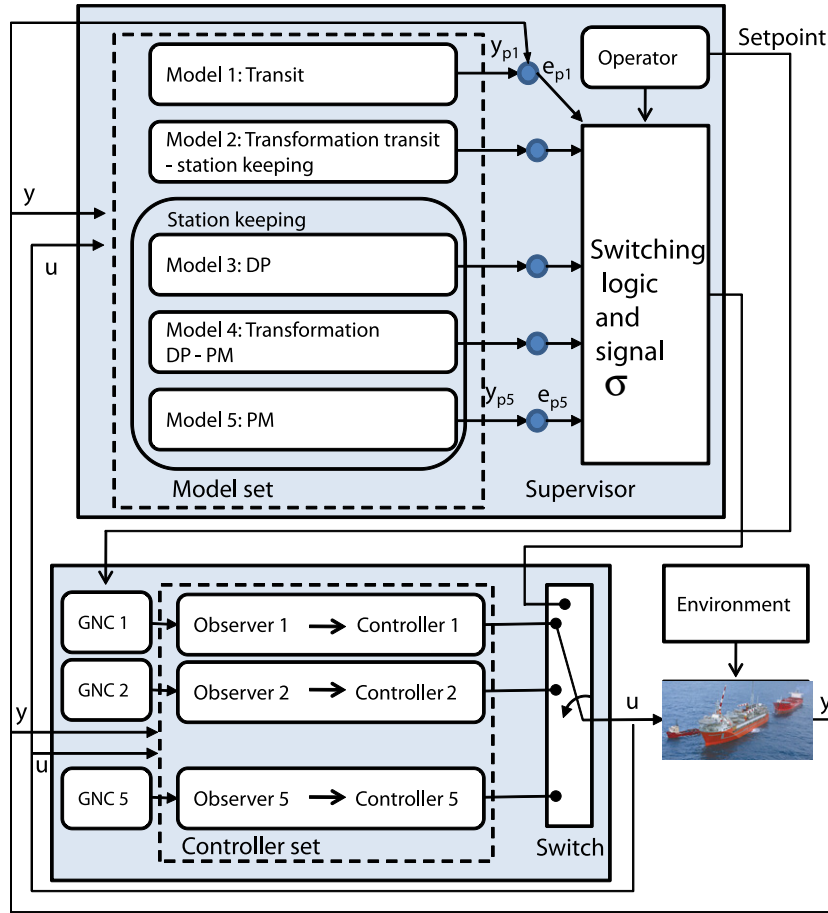 Setpoint
Operator
y_p1
e_p1
Model 1: Transit
Model 2: Transformation transit
- station keeping
y
u
Station keeping
Model 3: DP
Model 4: Transformation
DP - PM
Model 5: PM
y_p5
e_p5
Switching
logic
and
signal
σ
Model set
Supervisor
GNC 1
Observer 1
Controller 1
GNC 2
Observer 2
Controller 2
y
u
GNC 5
Observer 5
Controller 5
Controller set
Switch
Environment
u
y